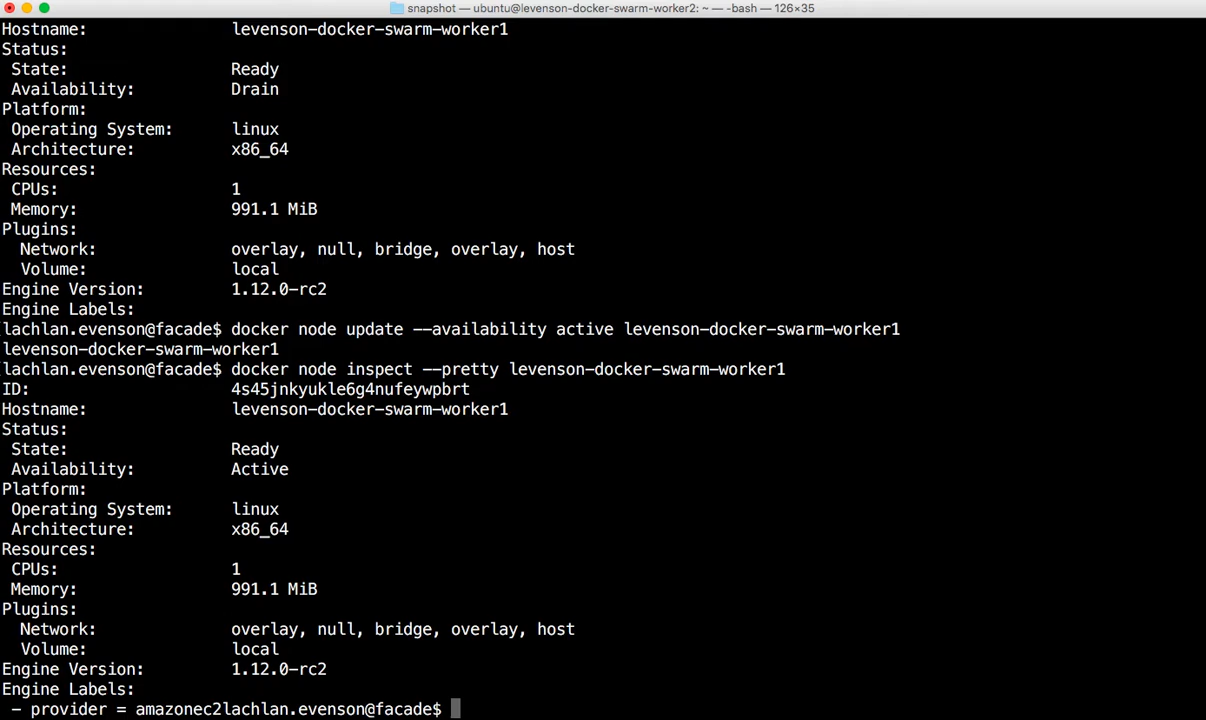 snapshot — ubuntu@levenson-docker-swarm-worker2: ~ — -bash — 126×35
Hostname: levenson-docker-swarm-worker1
Status:
State: Ready
Availability: Drain
Platform:
Operating System: linux
Architecture: x86_64
Resources:
CPUs: 1
Memory: 991.1 MiB
Plugins:
Network: overlay, null, bridge, overlay, host
Volume: local
Engine Version: 1.12.0-rc2
Engine Labels:
[lachlan.evenson@facade$ docker node update --availability active levenson-docker-swarm-worker1
levenson-docker-swarm-worker1
[lachlan.evenson@facade$ docker node inspect --pretty levenson-docker-swarm-worker1
ID: 4s45jnkyukle6g4nufeywpbrt
Hostname: levenson-docker-swarm-worker1
Status:
State: Ready
Availability: Active
Platform:
Operating System: linux
Architecture: x86_64
Resources:
CPUs: 1
Memory: 991.1 MiB
Plugins:
Network: overlay, null, bridge, overlay, host
Volume: local
Engine Version: 1.12.0-rc2
Engine Labels:
- provider = amazonec2lachlan.evenson@facade$